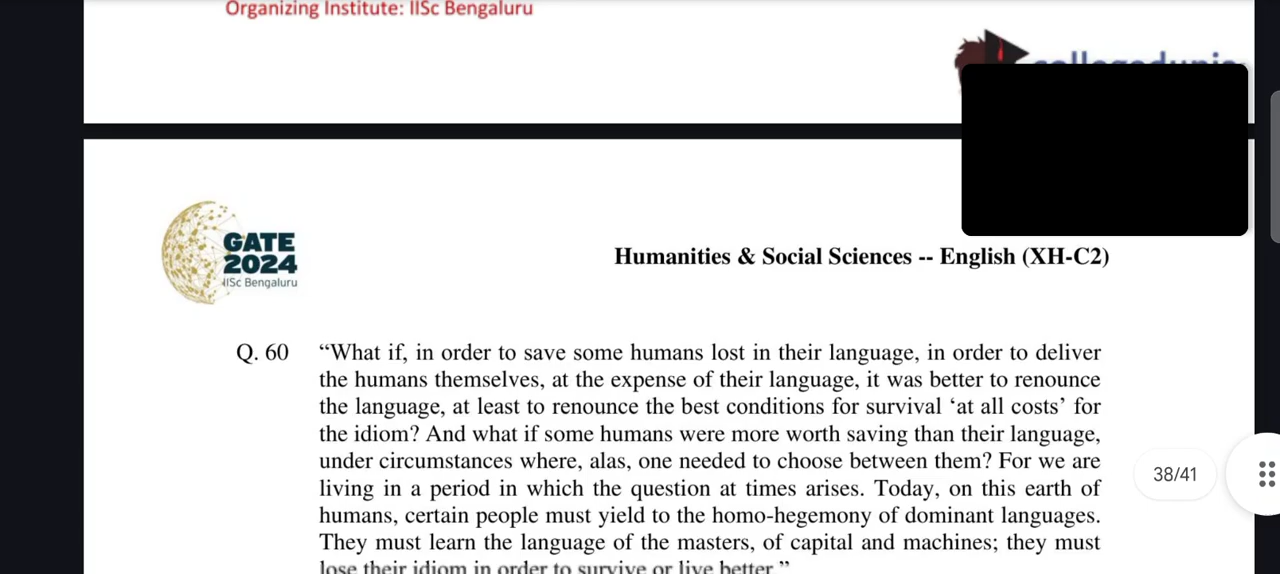 Organizing Institute: IISc Bengaluru
GATE
2024
IISc Bengaluru
Humanities & Social Sciences -- English (XH-C2)
Q. 60 “What if, in order to save some humans lost in their language, in order to deliver
the humans themselves, at the expense of their language, it was better to renounce
the language, at least to renounce the best conditions for survival ‘at all costs’ for
the idiom? And what if some humans were more worth saving than their language,
under circumstances where, alas, one needed to choose between them? For we are
living in a period in which the question at times arises. Today, on this earth of
humans, certain people must yield to the homo-hegemony of dominant languages.
They must learn the language of the masters, of capital and machines; they must
lose their idiom in order to survive or live better.”
38/41